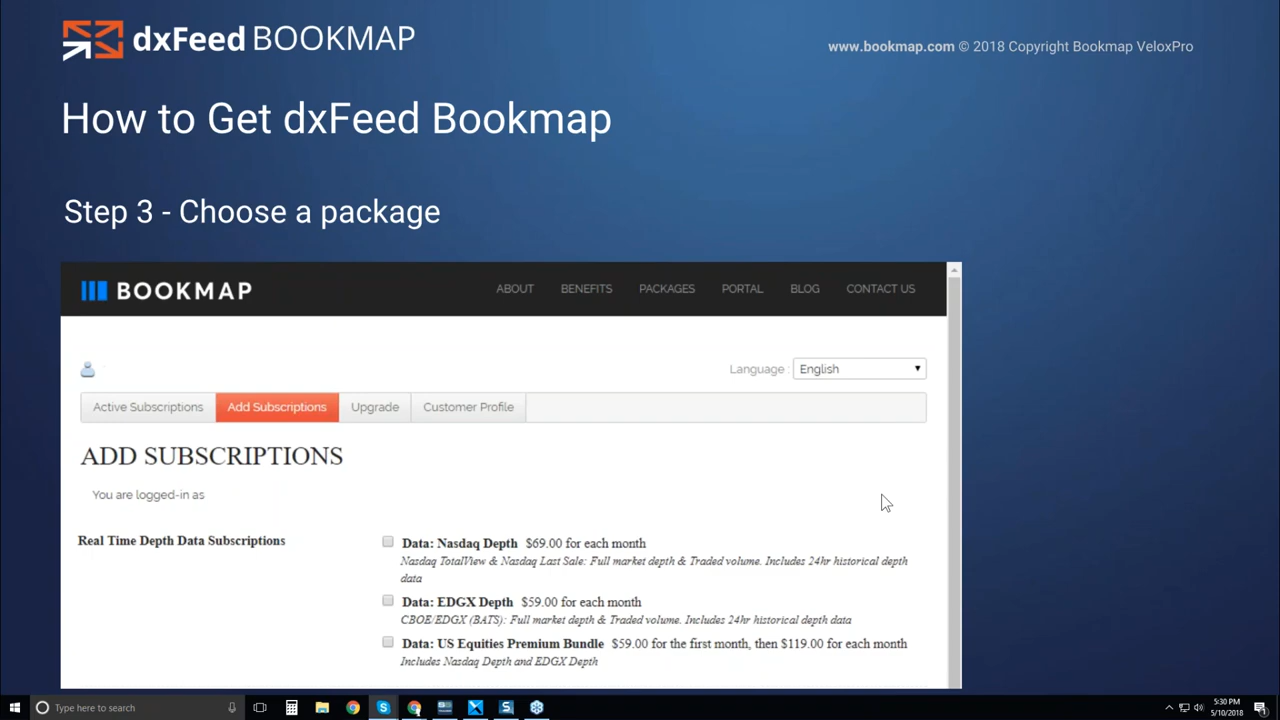 dxFeed BOOKMAP
www.bookmap.com © 2018 Copyright Bookmap VeloxPro
How to Get dxFeed Bookmap
Step 3 - Choose a package
BOOKMAP
ABOUT BENEFITS PACKAGES PORTAL BLOG CONTACT US
Language : English
Active Subscriptions Add Subscriptions Upgrade Customer Profile
ADD SUBSCRIPTIONS
You are logged-in as
Real Time Depth Data Subscriptions
Data: Nasdaq Depth $69.00 for each month
Nasdaq TotalView & Nasdaq Last Sale: Full market depth & Traded volume. Includes 24hr historical depth
data
Data: EDGX Depth $59.00 for each month
CBOE/EDGX (BATS): Full market depth & Traded volume. Includes 24hr historical depth data
Data: US Equities Premium Bundle $59.00 for the first month, then $119.00 for each month
Includes Nasdaq Depth and EDGX Depth
Type here to search
5:30 PM
5/10/2018